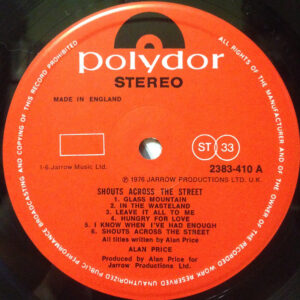 polydor
STEREO
MADE IN ENGLAND
ALL RIGHTS OF THE MANUFACTURER AND OF THE OWNER OF THE RECORDED WORK RESERVED
UNAUTHORIZED PUBLIC PERFORMANCE BROADCASTING AND COPYING OF THIS RECORD PROHIBITED
℗ 1976 JARROW PRODUCTIONS LTD. U.K.
ST 33
1-6 Jarrow Music Ltd.
2383-410 A
SHOUTS ACROSS THE STREET
1. GLASS MOUNTAIN
2. IN THE WASTELAND
3. LEAVE IT ALL TO ME
4. HUNGRY FOR LOVE
5. I KNOW WHEN I'VE HAD ENOUGH
6. SHOUTS ACROSS THE STREET
All titles written by Alan Price
ALAN PRICE
Produced by Alan Price for
Jarrow Productions Ltd.